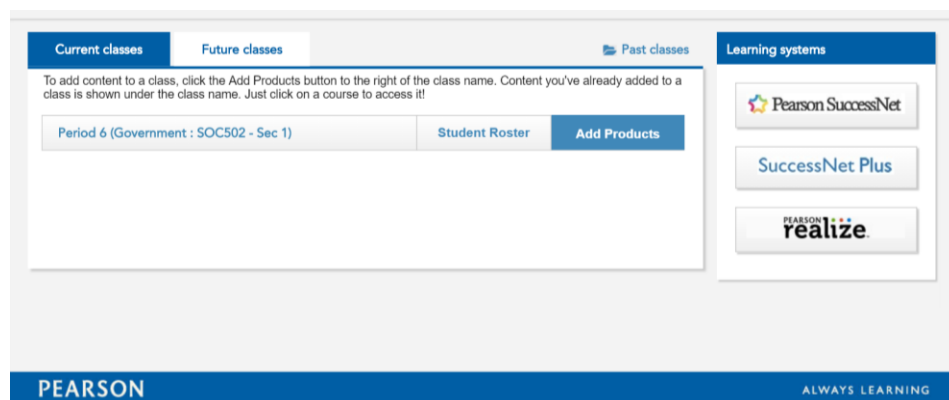 Current classes
Future classes
Past classes
To add content to a class, click the Add Products button to the right of the class name. Content you've already added to a
class is shown under the class name. Just click on a course to access it!
Period 6 (Government : SOC502 - Sec 1)
Student Roster
Add Products
Learning systems
Pearson SuccessNet
SuccessNet Plus
PEARSON
realize.
PEARSON
ALWAYS LEARNING